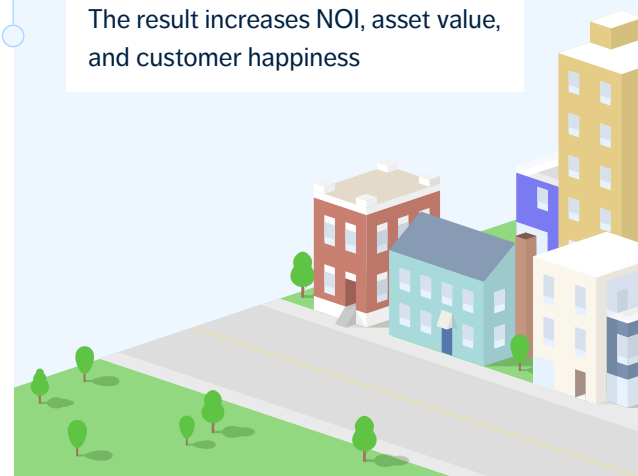 The result increases NOI, asset value,
and customer happiness